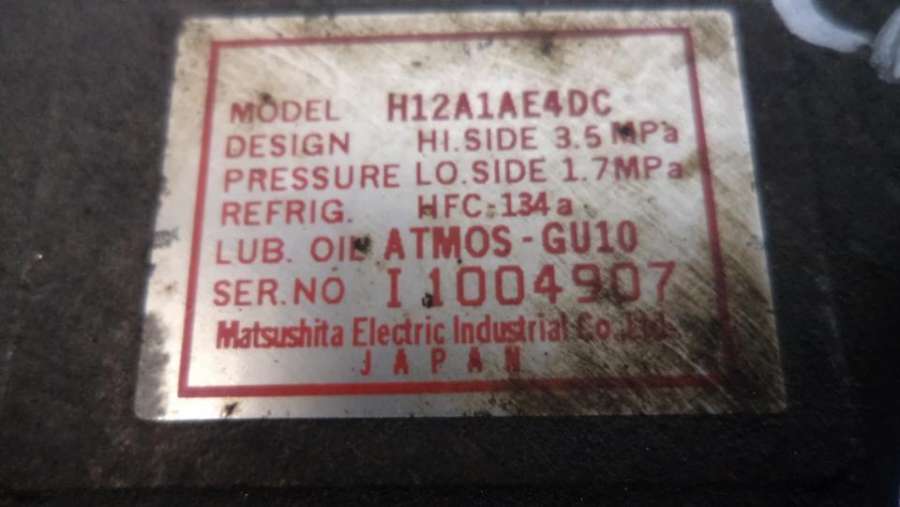 MODEL H12A1AE4DC
DESIGN HI.SIDE 3.5 MPa
PRESSURE LO.SIDE 1.7MPa
REFRIG. HFC-134a
LUB. OIL ATMOS-GU10
SER.NO I1004907
Matsushita Electric Industrial Co.,Ltd.
JAPAN